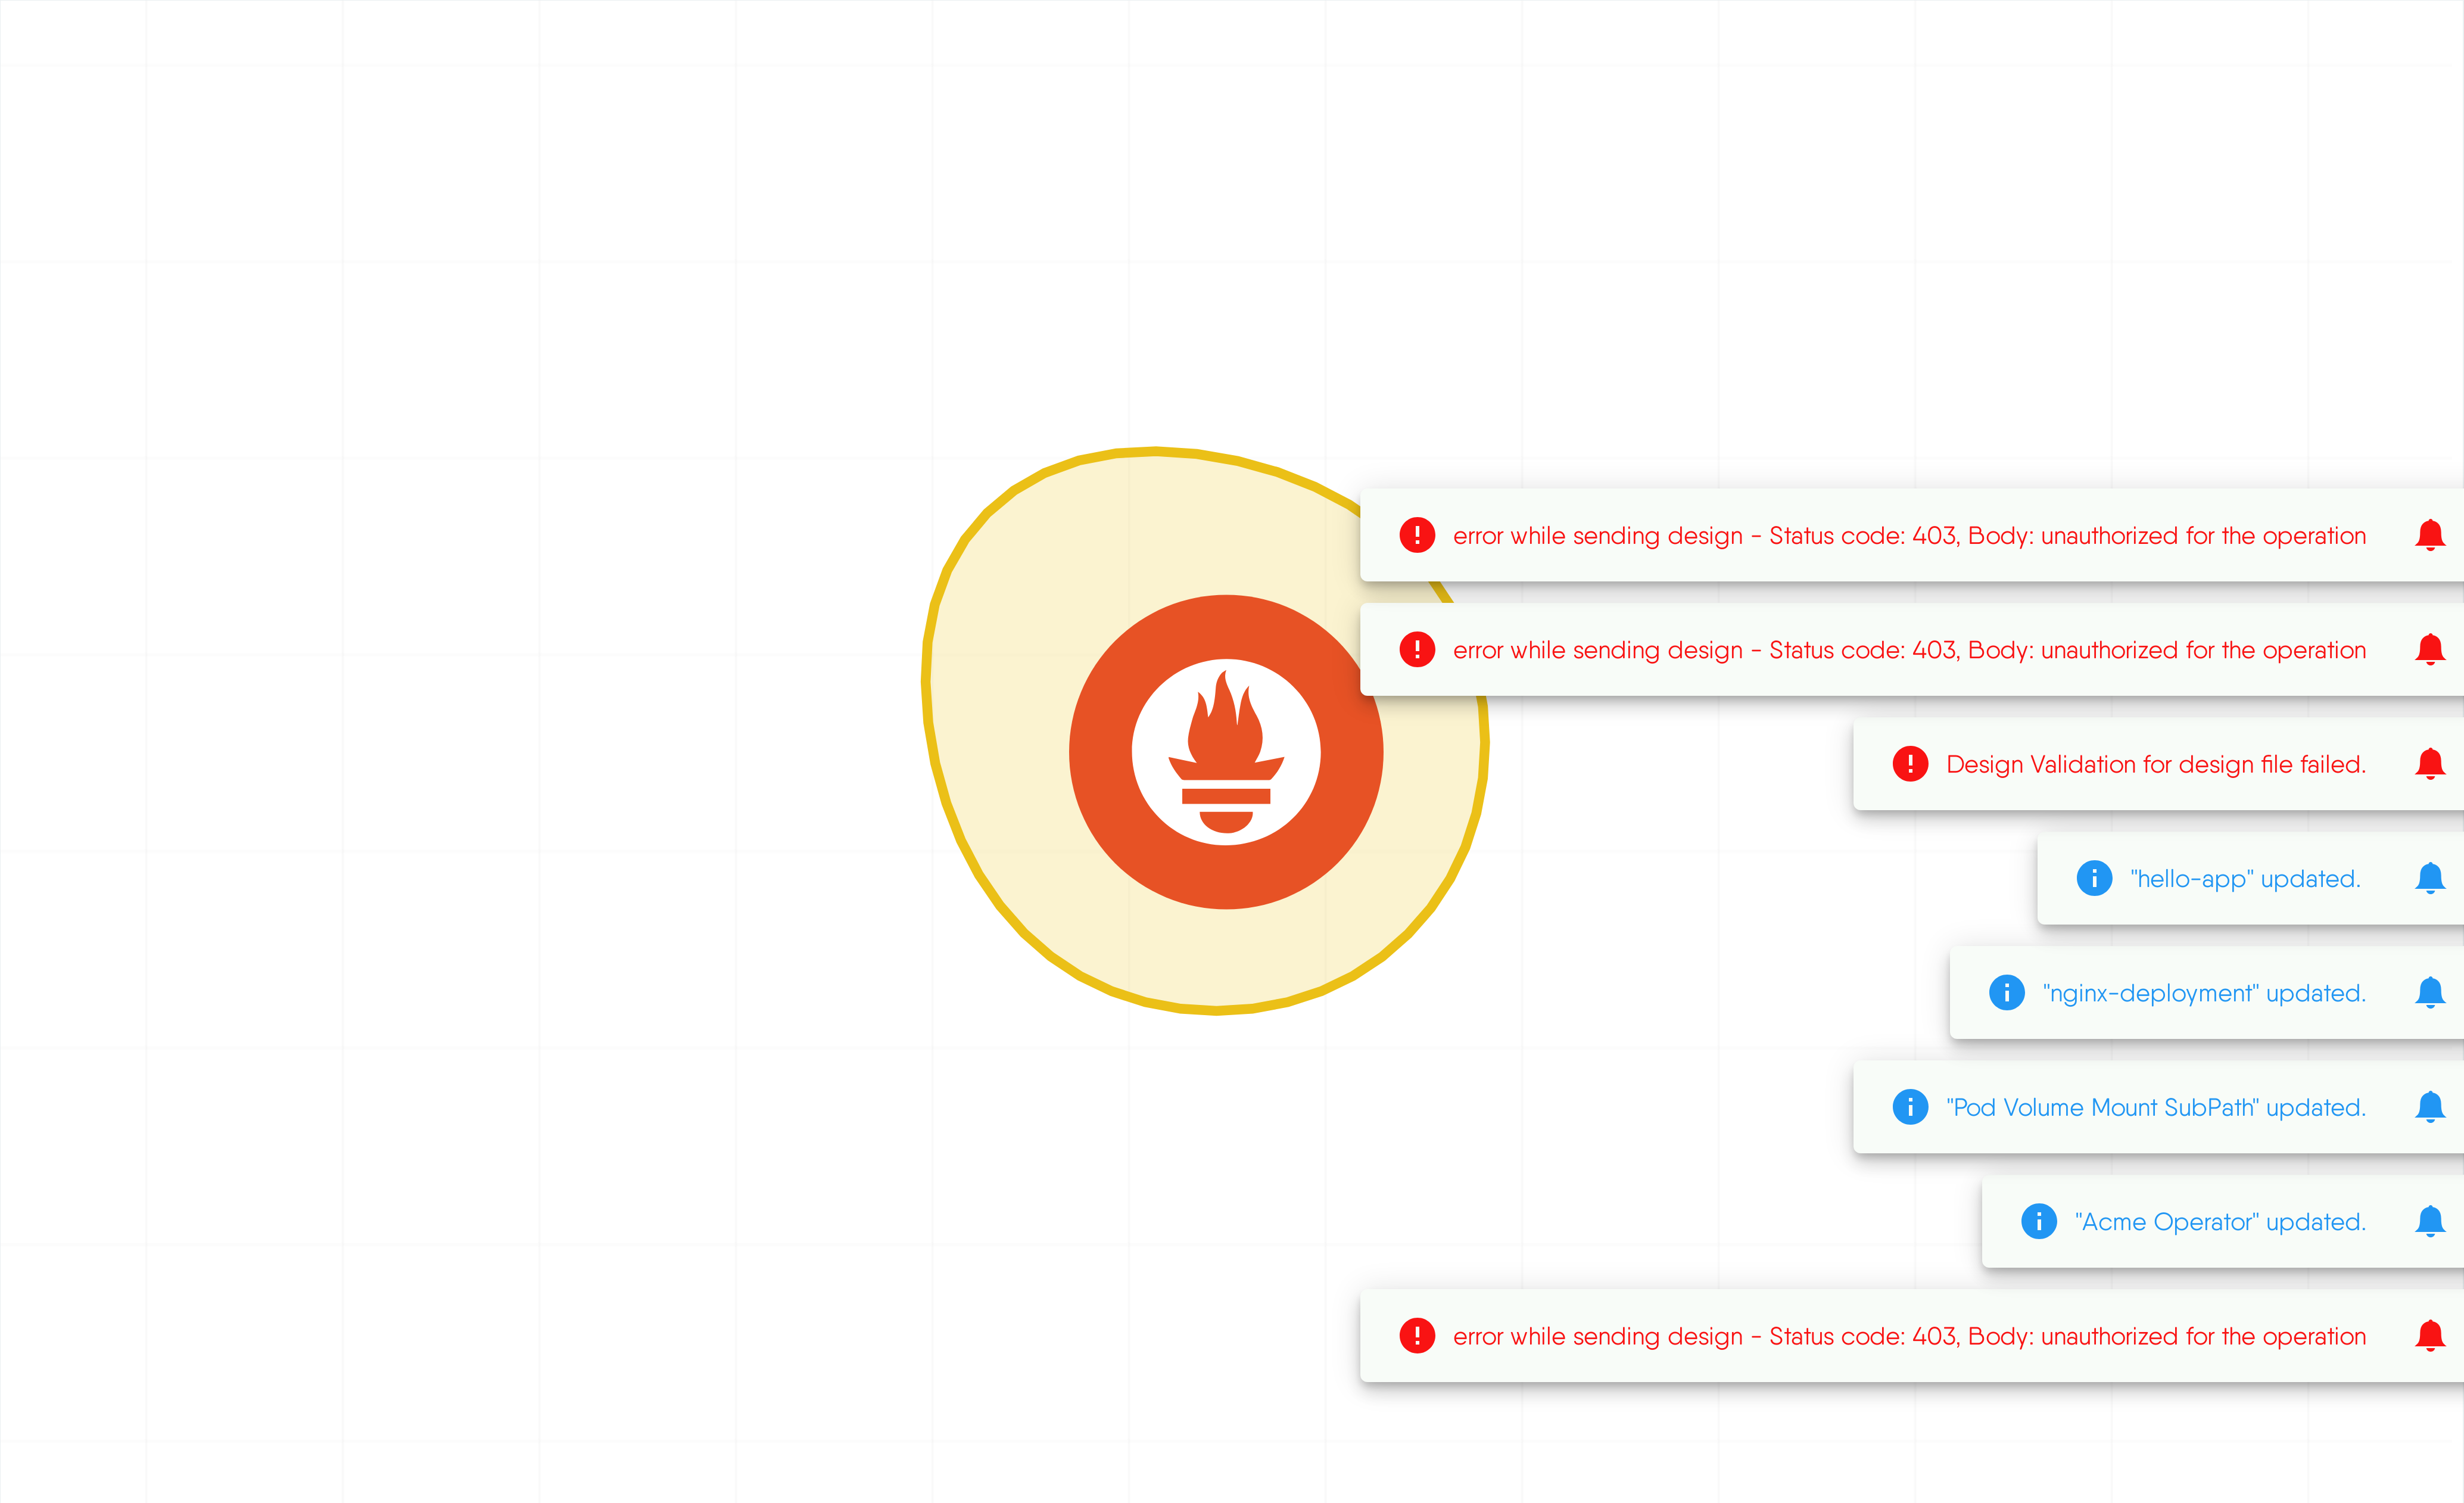 error while sending design - Status code: 403, Body: unauthorized for the operation
error while sending design - Status code: 403, Body: unauthorized for the operation
Design Validation for design file failed.
"hello-app" updated.
"nginx-deployment" updated.
"Pod Volume Mount SubPath" updated.
"Acme Operator" updated.
error while sending design - Status code: 403, Body: unauthorized for the operation